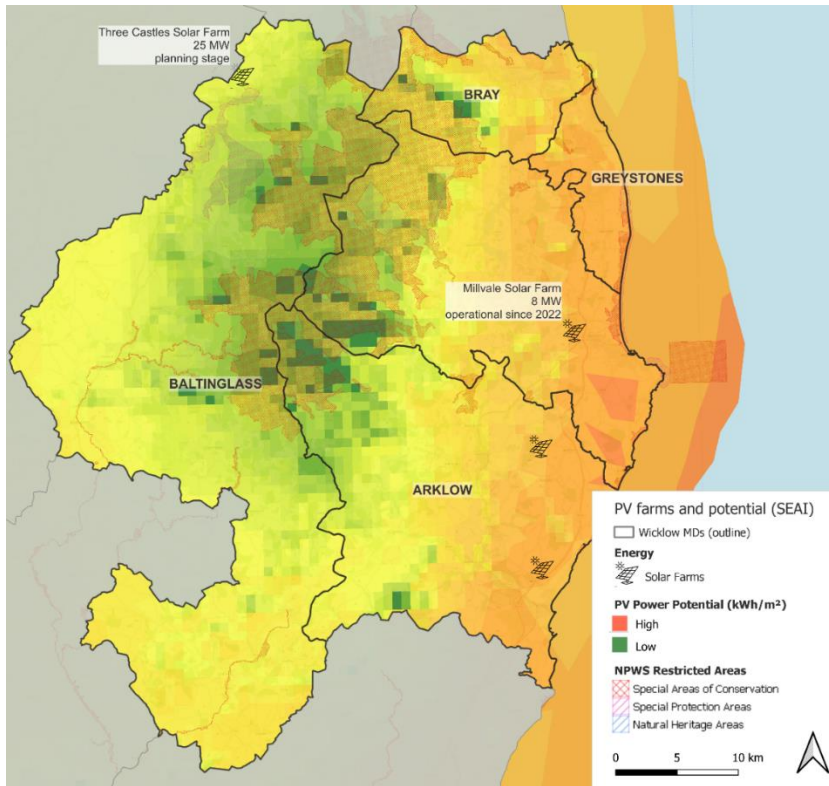 Three Castles Solar Farm
25 MW
planning stage
BRAY
GREYSTONES
Millvale Solar Farm
8 MW
operational since 2022
BALTINGLASS
ARKLOW
PV farms and potential (SEAI)
Wicklow MDs (outline)
Energy
Solar Farms
PV Power Potential (kWh/m²)
High
Low
NPWS Restricted Areas
Special Areas of Conservation
Special Protection Areas
Natural Heritage Areas
0 5 10 km